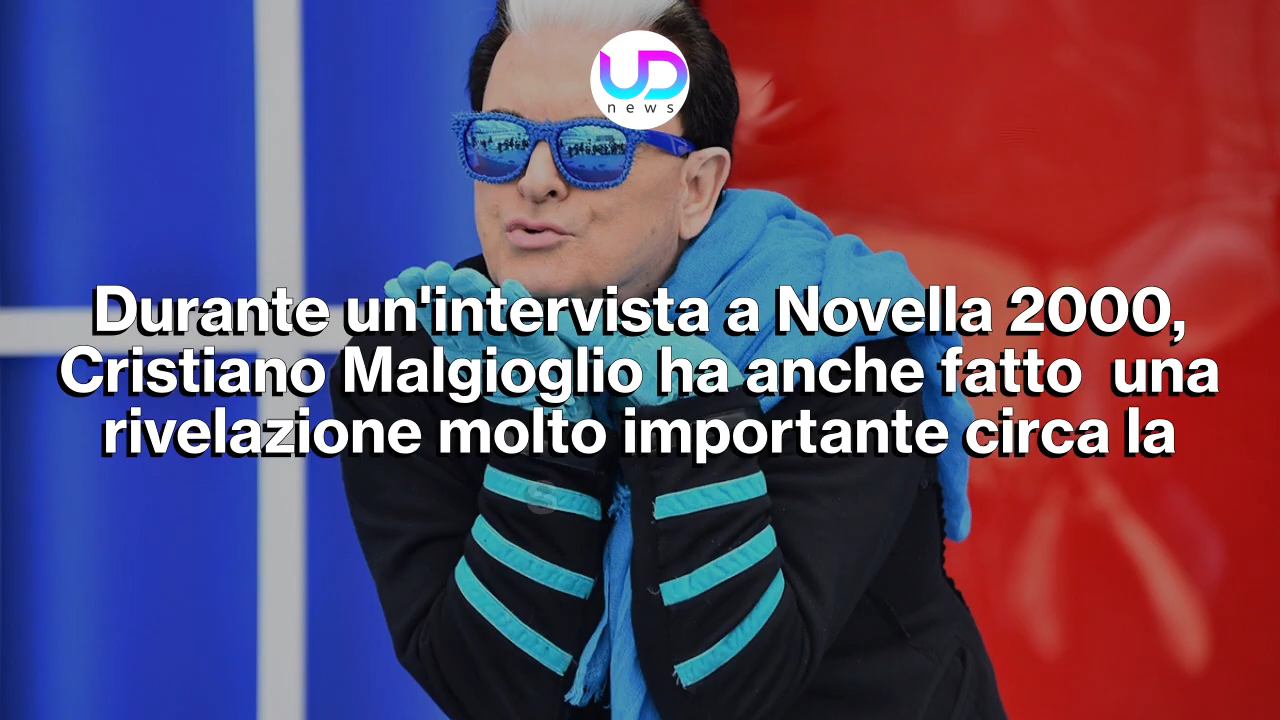 UD
news
Durante un'intervista a Novella 2000,
Cristiano Malgioglio ha anche fatto  una
rivelazione molto importante circa la
s